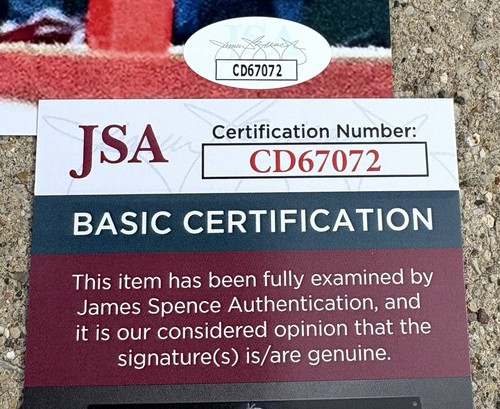 CD67072
JSA
Certification Number:
CD67072
BASIC CERTIFICATION
This item has been fully examined by
James Spence Authentication, and
it is our considered opinion that the
signature(s) is/are genuine.